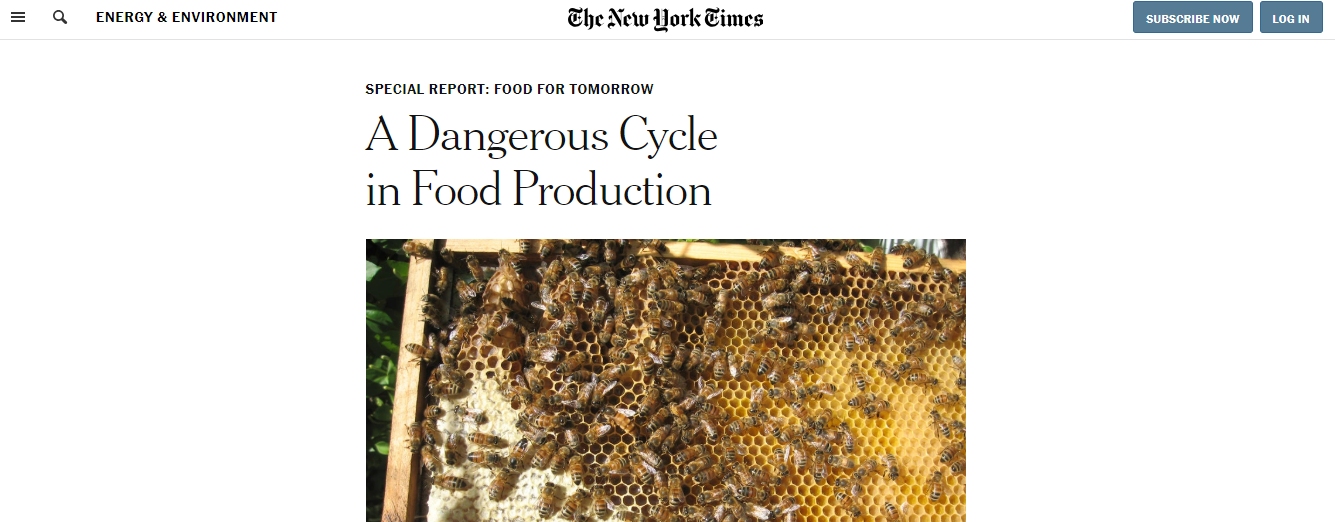 ENERGY & ENVIRONMENT
The New York Times
SUBSCRIBE NOW
LOG IN
SPECIAL REPORT: FOOD FOR TOMORROW
A Dangerous Cycle
in Food Production